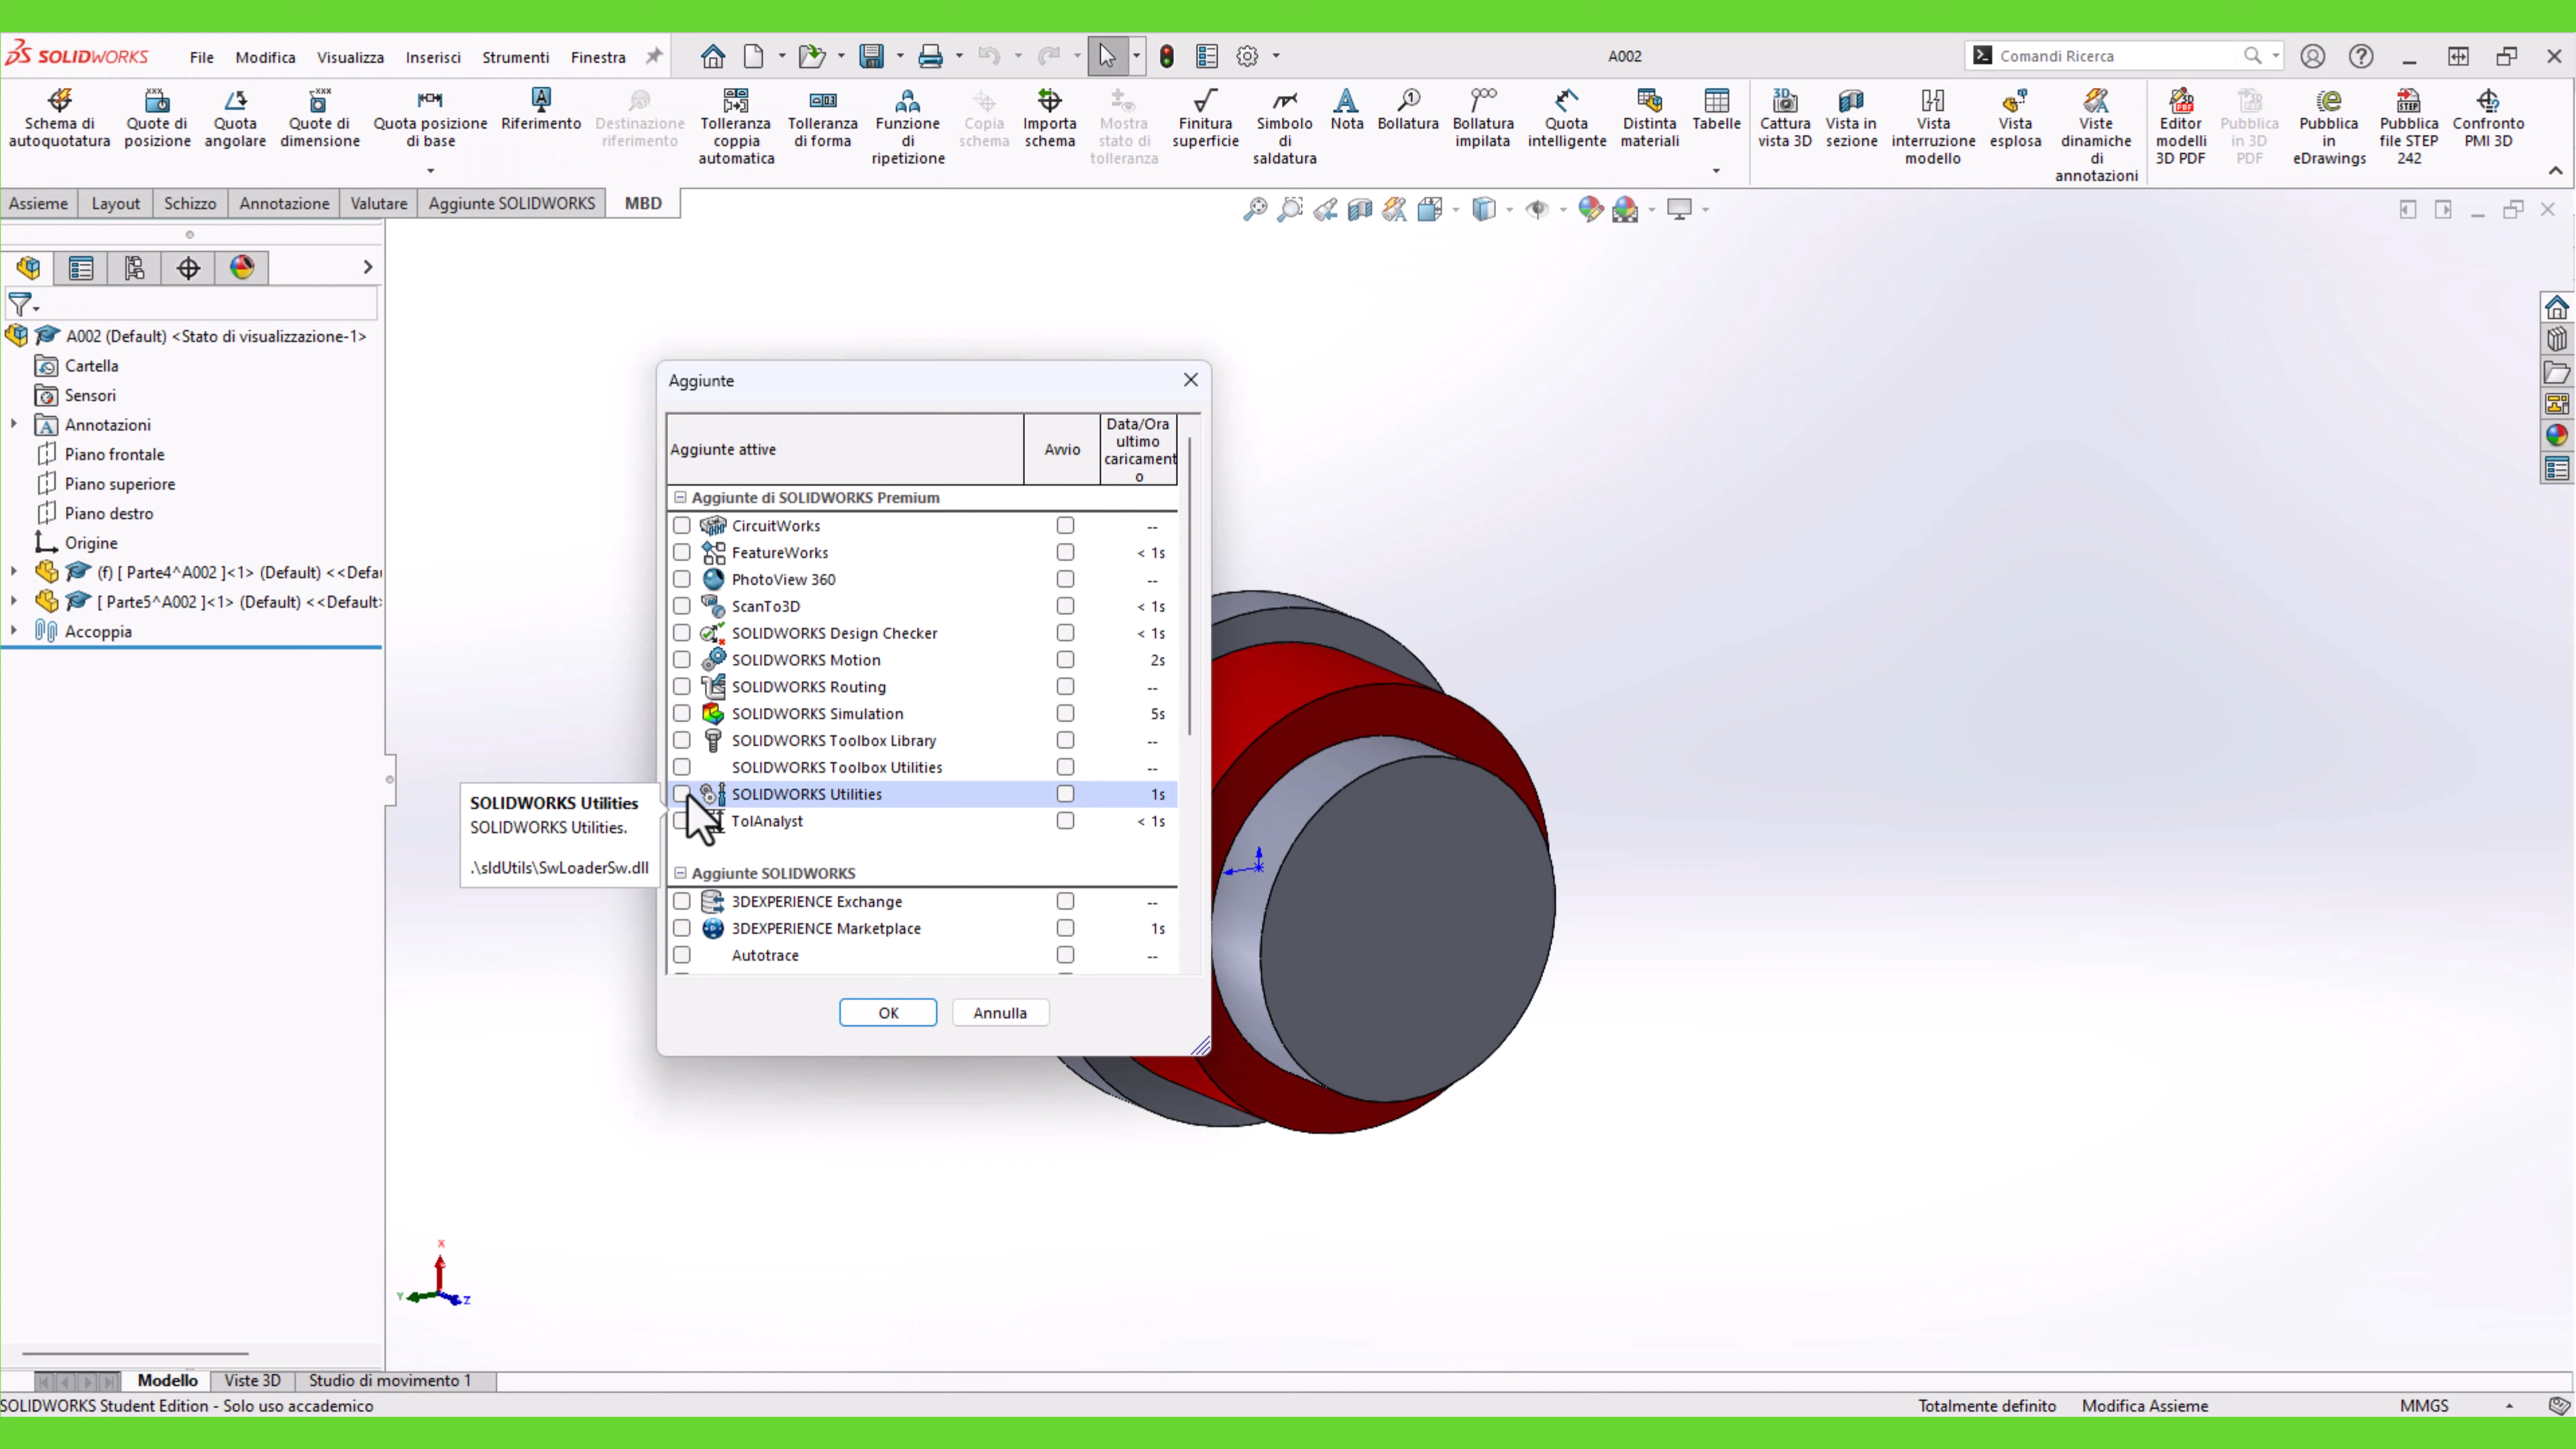 SOLIDWORKS File Modifica Visualizza Inserisci Strumenti Finestra A002 Comandi Ricerca
Schema di autoquotatura
Quote di posizione
Quota angolare
Quote di dimensione
Quota posizione di base
Riferimento
Destinazione riferimento
Tolleranza coppia automatica
Tolleranza di forma
Funzione di ripetizione
Copia schema
Importa schema
Mostra stato di tolleranza
Finitura superficie
Simbolo di saldatura
Nota
Bollatura
Bollatura impilata
Quota intelligente
Distinta materiali
Tabelle
Cattura vista 3D
Vista in sezione
Vista interruzione modello
Vista esplosa
Viste dinamiche di annotazioni
Editor modelli 3D PDF
Pubblica in 3D PDF
Pubblica in eDrawings
Pubblica file STEP 242
Confronto PMI 3D
Assieme Layout Schizzo Annotazione Valutare Aggiunte SOLIDWORKS MBD
A002 (Default) <Stato di visualizzazione-1>
Cartella
Sensori
Annotazioni
Piano frontale
Piano superiore
Piano destro
Origine
(f) [ Parte4^A002 ]<1> (Default) <<Defau
[ Parte5^A002 ]<1> (Default) <<Default>
Accoppia
Aggiunte
Aggiunte attive Avvio Data/Ora ultimo caricament o
Aggiunte di SOLIDWORKS Premium
CircuitWorks --
FeatureWorks < 1s
PhotoView 360 --
ScanTo3D < 1s
SOLIDWORKS Design Checker < 1s
SOLIDWORKS Motion 2s
SOLIDWORKS Routing --
SOLIDWORKS Simulation 5s
SOLIDWORKS Toolbox Library --
SOLIDWORKS Toolbox Utilities --
SOLIDWORKS Utilities 1s
TolAnalyst < 1s
SOLIDWORKS Utilities
SOLIDWORKS Utilities.
.\sldUtils\SwLoaderSw.dll
Aggiunte SOLIDWORKS
3DEXPERIENCE Exchange --
3DEXPERIENCE Marketplace 1s
Autotrace --
OK Annulla
X
Y Z
Modello Viste 3D Studio di movimento 1
SOLIDWORKS Student Edition - Solo uso accademico Totalmente definito Modifica Assieme MMGS